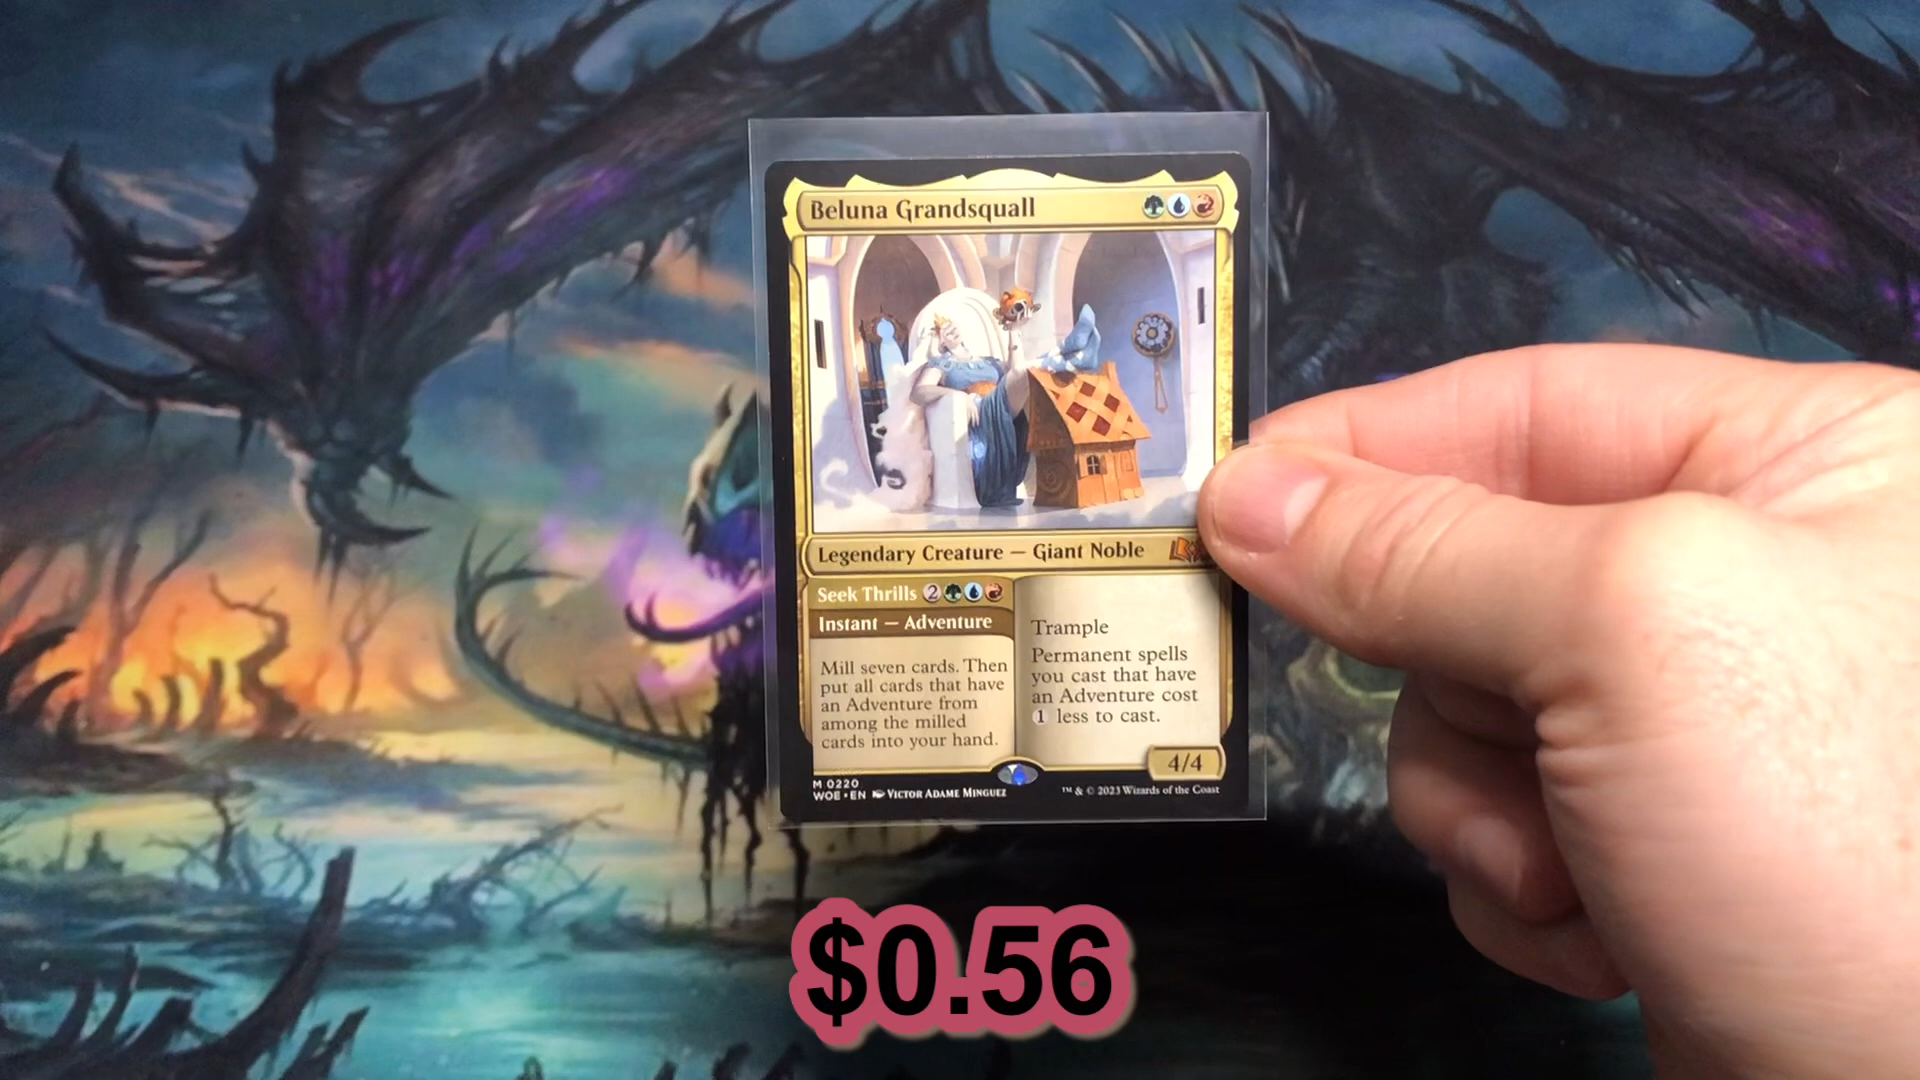 Beluna Grandsquall
Legendary Creature — Giant Noble
Seek Thrills 2
Instant — Adventure
Mill seven cards. Then
put all cards that have
an Adventure from
among the milled
cards into your hand.
Trample
Permanent spells
you cast that have
an Adventure cost
1 less to cast.
4/4
M 0220
WOE • EN Victor Adame Minguez
™ & © 2023 Wizards of the Coast
$0.56